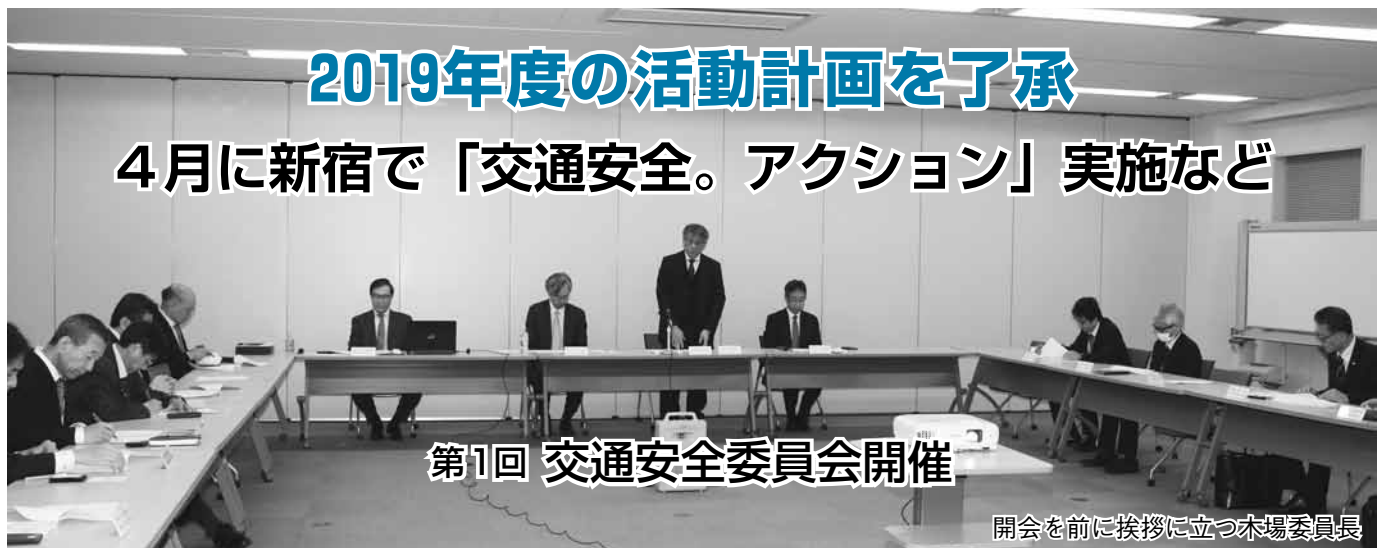 2019年度の活動計画を了承
４月に新宿で「交通安全。アクション」実施など
第1回 交通安全委員会開催
開会を前に挨拶に立つ木場委員長